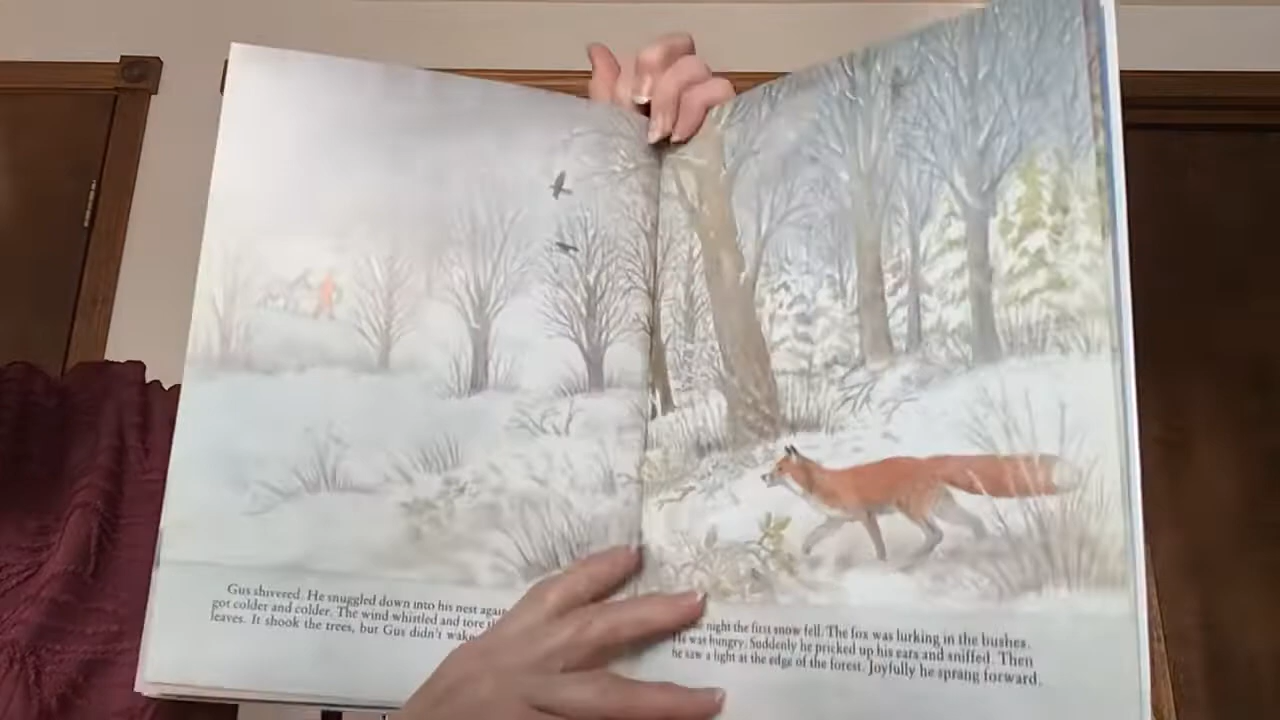 Gus shivered. He snuggled down into his nest again
got colder and colder. The wind whistled and tore
leaves. It shook the trees, but Gus didn't wake
night the first snow fell. The fox was lurking in the bushes.
He was hungry. Suddenly he pricked up his ears and sniffed. Then
he saw a light at the edge of the forest. Joyfully he sprang forward.